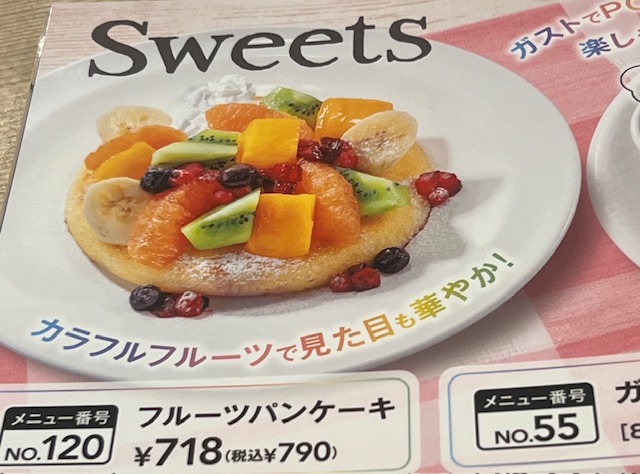 Sweets
ガストでPO
楽し
カラフルフルーツで見た目も華やか!
メニュー番号
NO.120
フルーツパンケーキ
¥718(税込¥790)
メニュー番号
NO.55
ガ
[8